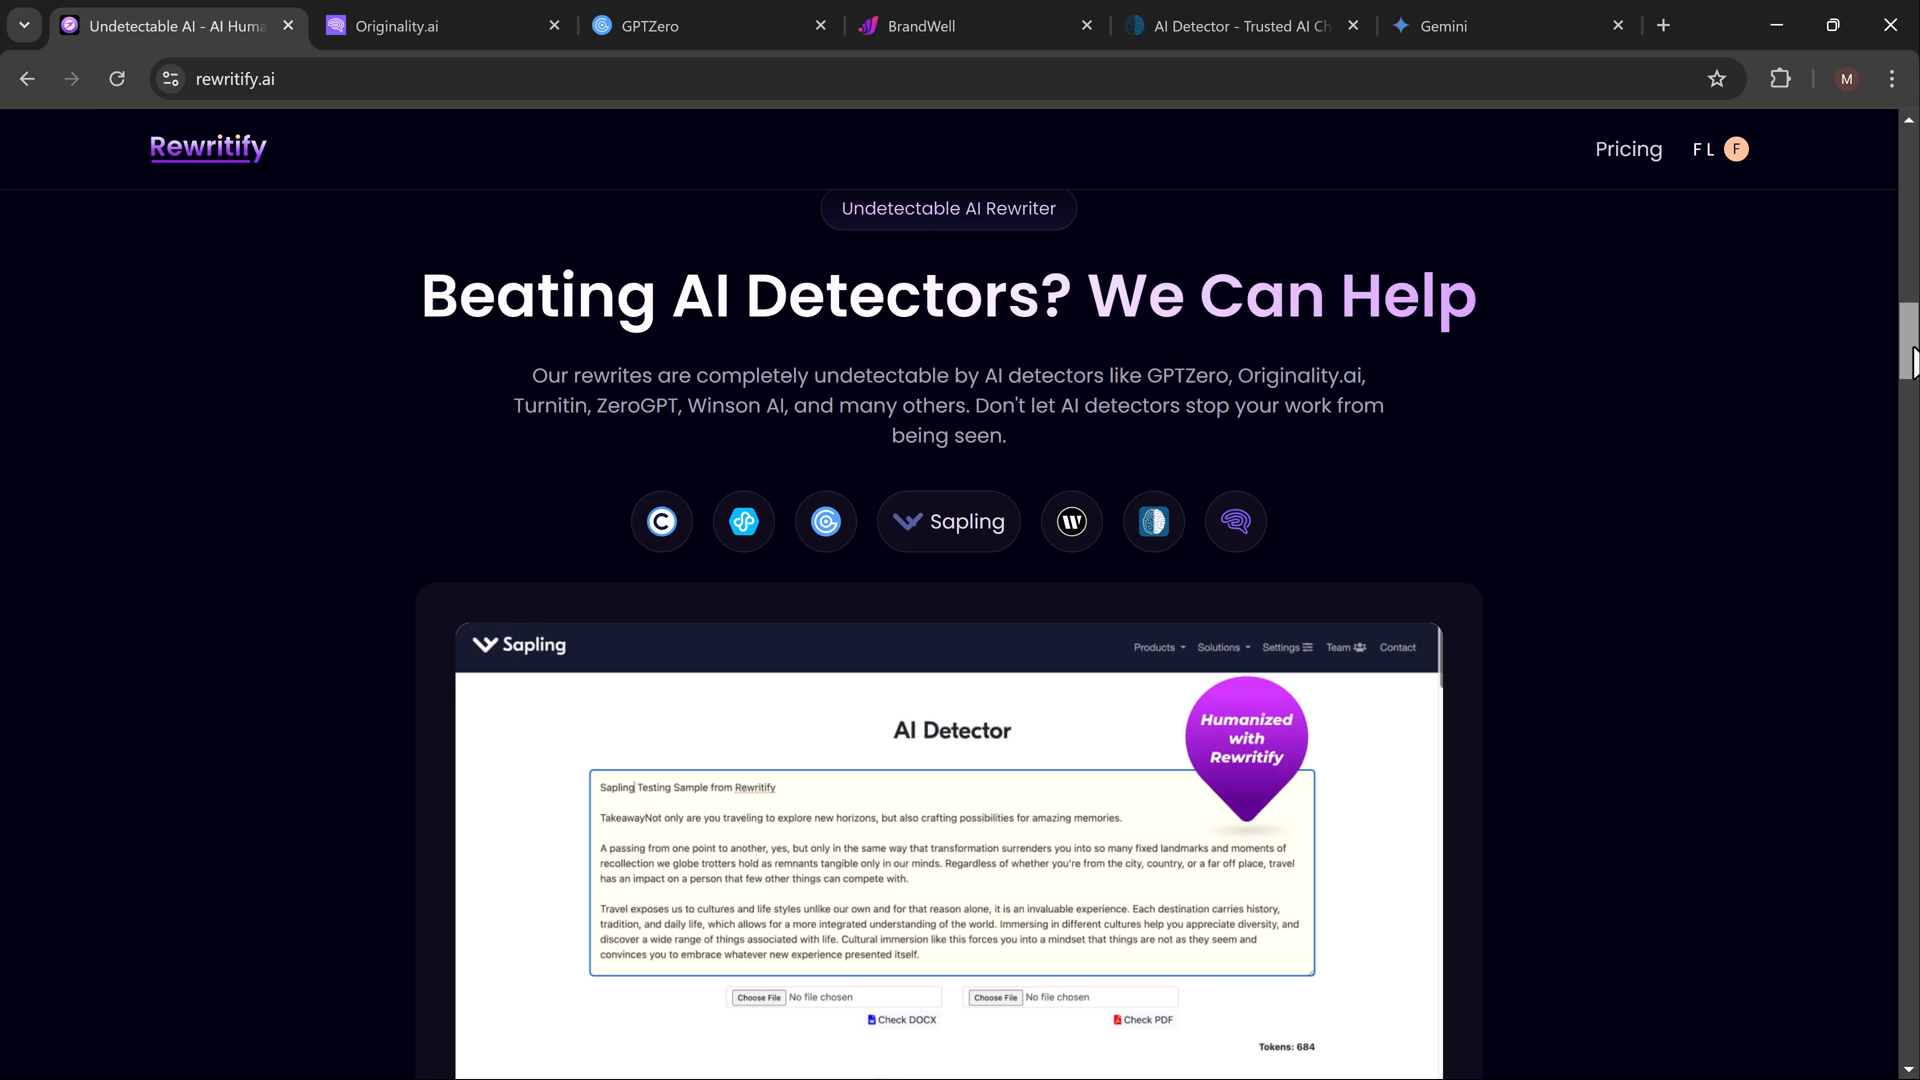 Undetectable AI - AI Huma
Originality.ai
GPTZero
BrandWell
AI Detector - Trusted AI Ch
Gemini
rewritify.ai
M
Rewritify
Pricing
F L
F
Undetectable AI Rewriter
Beating AI Detectors? We Can Help
Our rewrites are completely undetectable by AI detectors like GPTZero, Originality.ai,
Turnitin, ZeroGPT, Winson AI, and many others. Don't let AI detectors stop your work from
being seen.
Sapling
Sapling
Products
Solutions
Settings
Team
Contact
AI Detector
Humanized
with
Rewritify
Sapling Testing Sample from Rewritify
TakeawayNot only are you traveling to explore new horizons, but also crafting possibilities for amazing memories.
A passing from one point to another, yes, but only in the same way that transformation surrenders you into so many fixed landmarks and moments of
recollection we globe trotters hold as remnants tangible only in our minds. Regardless of whether you're from the city, country, or a far off place, travel
has an impact on a person that few other things can compete with.
Travel exposes us to cultures and life styles unlike our own and for that reason alone, it is an invaluable experience. Each destination carries history,
tradition, and daily life, which allows for a more integrated understanding of the world. Immersing in different cultures help you appreciate diversity, and
discover a wide range of things associated with life. Cultural immersion like this forces you into a mindset that things are not as they seem and
convinces you to embrace whatever new experience presented itself.
Choose File No file chosen
Choose File No file chosen
Check DOCX
Check PDF
Tokens: 684